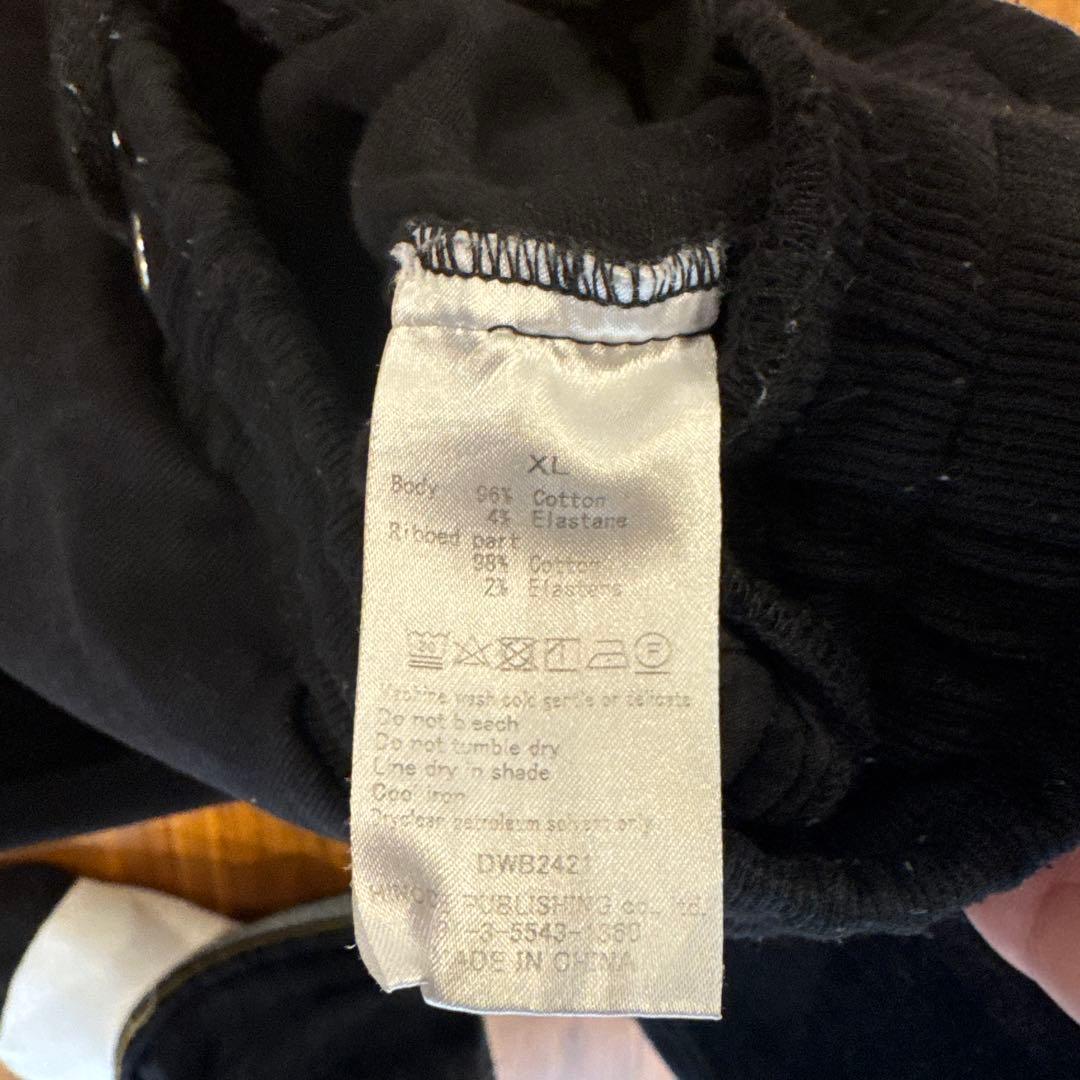 XL
Body 96% Cotton
4% Elastane
Ribbed part
98% Cotton
2% Elastane
20
F
Machine wash cold gentle or delicate
Do not bleach
Do not tumble dry
Line dry in shade
Cool iron
Dryclean petroleum solvent only
DWB2421
PUBLISHING co., ltd.
-3-5543-1360
ADE IN CHINA